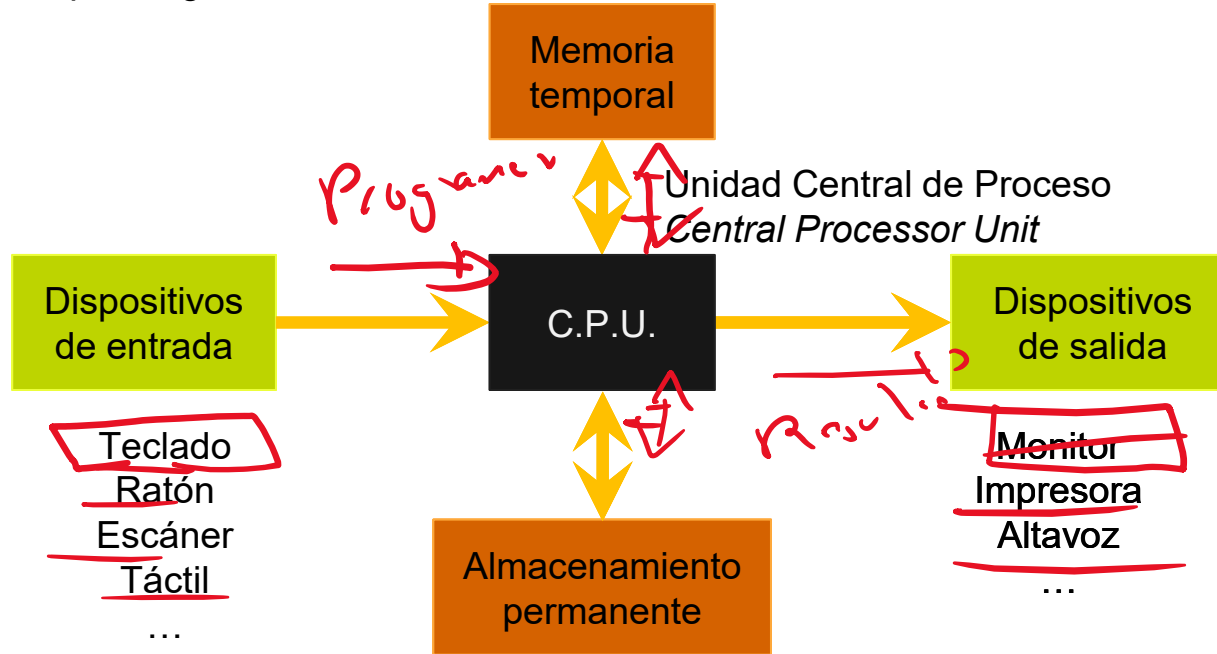 Memoria
temporal
Programa
Unidad Central de Proceso
Central Processor Unit
Dispositivos
de entrada
C.P.U.
Dispositivos
de salida
Teclado
Ratón
Escáner
Táctil
…
Almacenamiento
permanente
Monitor
Impresora
Altavoz
…